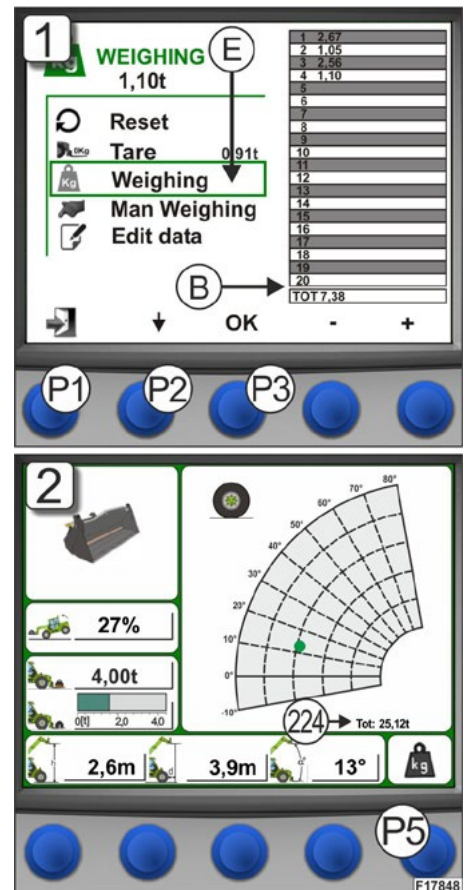 1
Kg
WEIGHING
1,10t
E
Reset
0Kg Tare 0,91t
Kg Weighing
Man Weighing
Edit data
1 2,67
2 1,05
3 2,56
4 1,10
5
6
7
8
9
10
11
12
13
14
15
16
17
18
19
20
B
TOT 7,38
OK - +
P1 P2 P3
2
27%
4,00t
0[t] 2,0 4,0
80°
70°
60°
50°
40°
30°
20°
10°
0°
-10°
224 Tot: 25,12t
h 2,6m d 3,9m α° 13° kg
P5
F17848